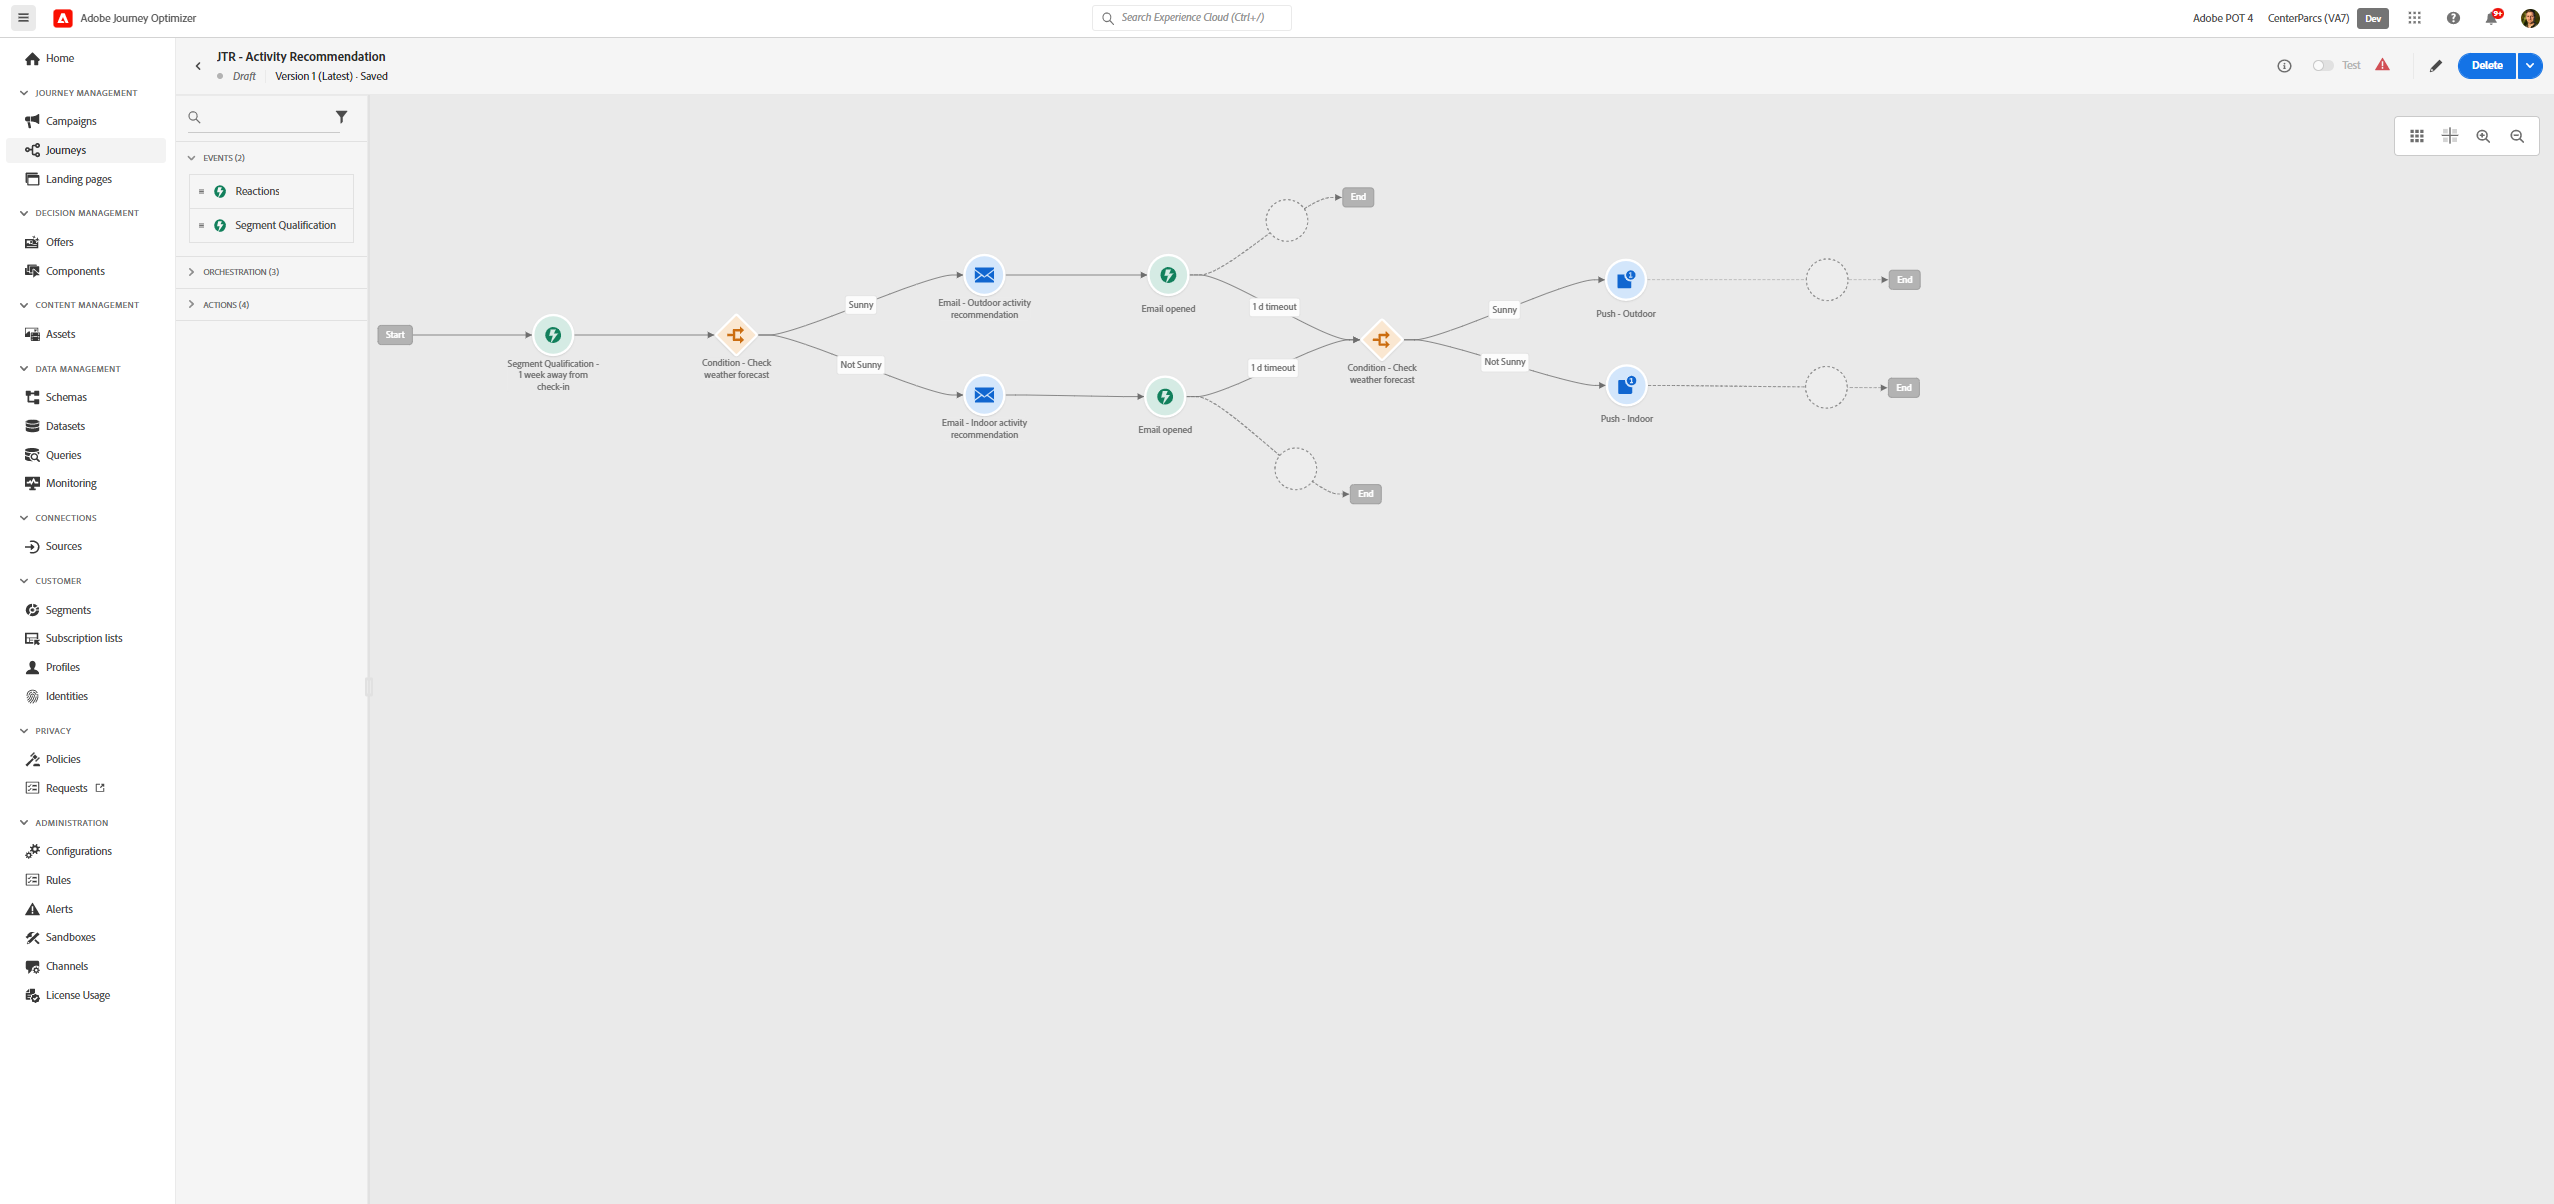 Adobe Journey Optimizer
Search Experience Cloud (Ctrl+/)
Adobe POT 4
CenterParcs (VA7)
Dev
9+
Home
JOURNEY MANAGEMENT
Campaigns
Journeys
Landing pages
DECISION MANAGEMENT
Offers
Components
CONTENT MANAGEMENT
Assets
DATA MANAGEMENT
Schemas
Datasets
Queries
Monitoring
CONNECTIONS
Sources
CUSTOMER
Segments
Subscription lists
Profiles
Identities
PRIVACY
Policies
Requests
ADMINISTRATION
Configurations
Rules
Alerts
Sandboxes
Channels
License Usage
JTR - Activity Recommendation
Draft
Version 1 (Latest) · Saved
Test
Delete
EVENTS (2)
Reactions
Segment Qualification
ORCHESTRATION (3)
ACTIONS (4)
Start
Segment Qualification -
1 week away from
check-in
Condition - Check
weather forecast
Sunny
Not Sunny
Email - Outdoor activity
recommendation
Email - Indoor activity
recommendation
Email opened
Email opened
End
1 d timeout
1 d timeout
End
Condition - Check
weather forecast
Sunny
Not Sunny
1
Push - Outdoor
1
Push - Indoor
End
End